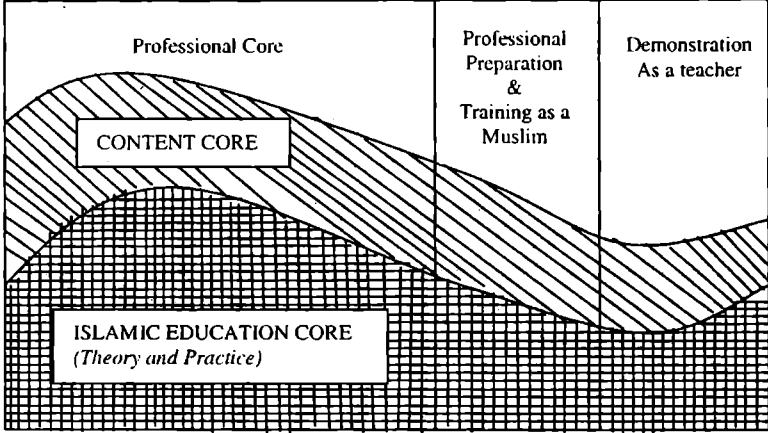 Professional Core
Professional
Preparation
&
Training as a
Muslim
Demonstration
As a teacher
CONTENT CORE
ISLAMIC EDUCATION CORE
(Theory and Practice)